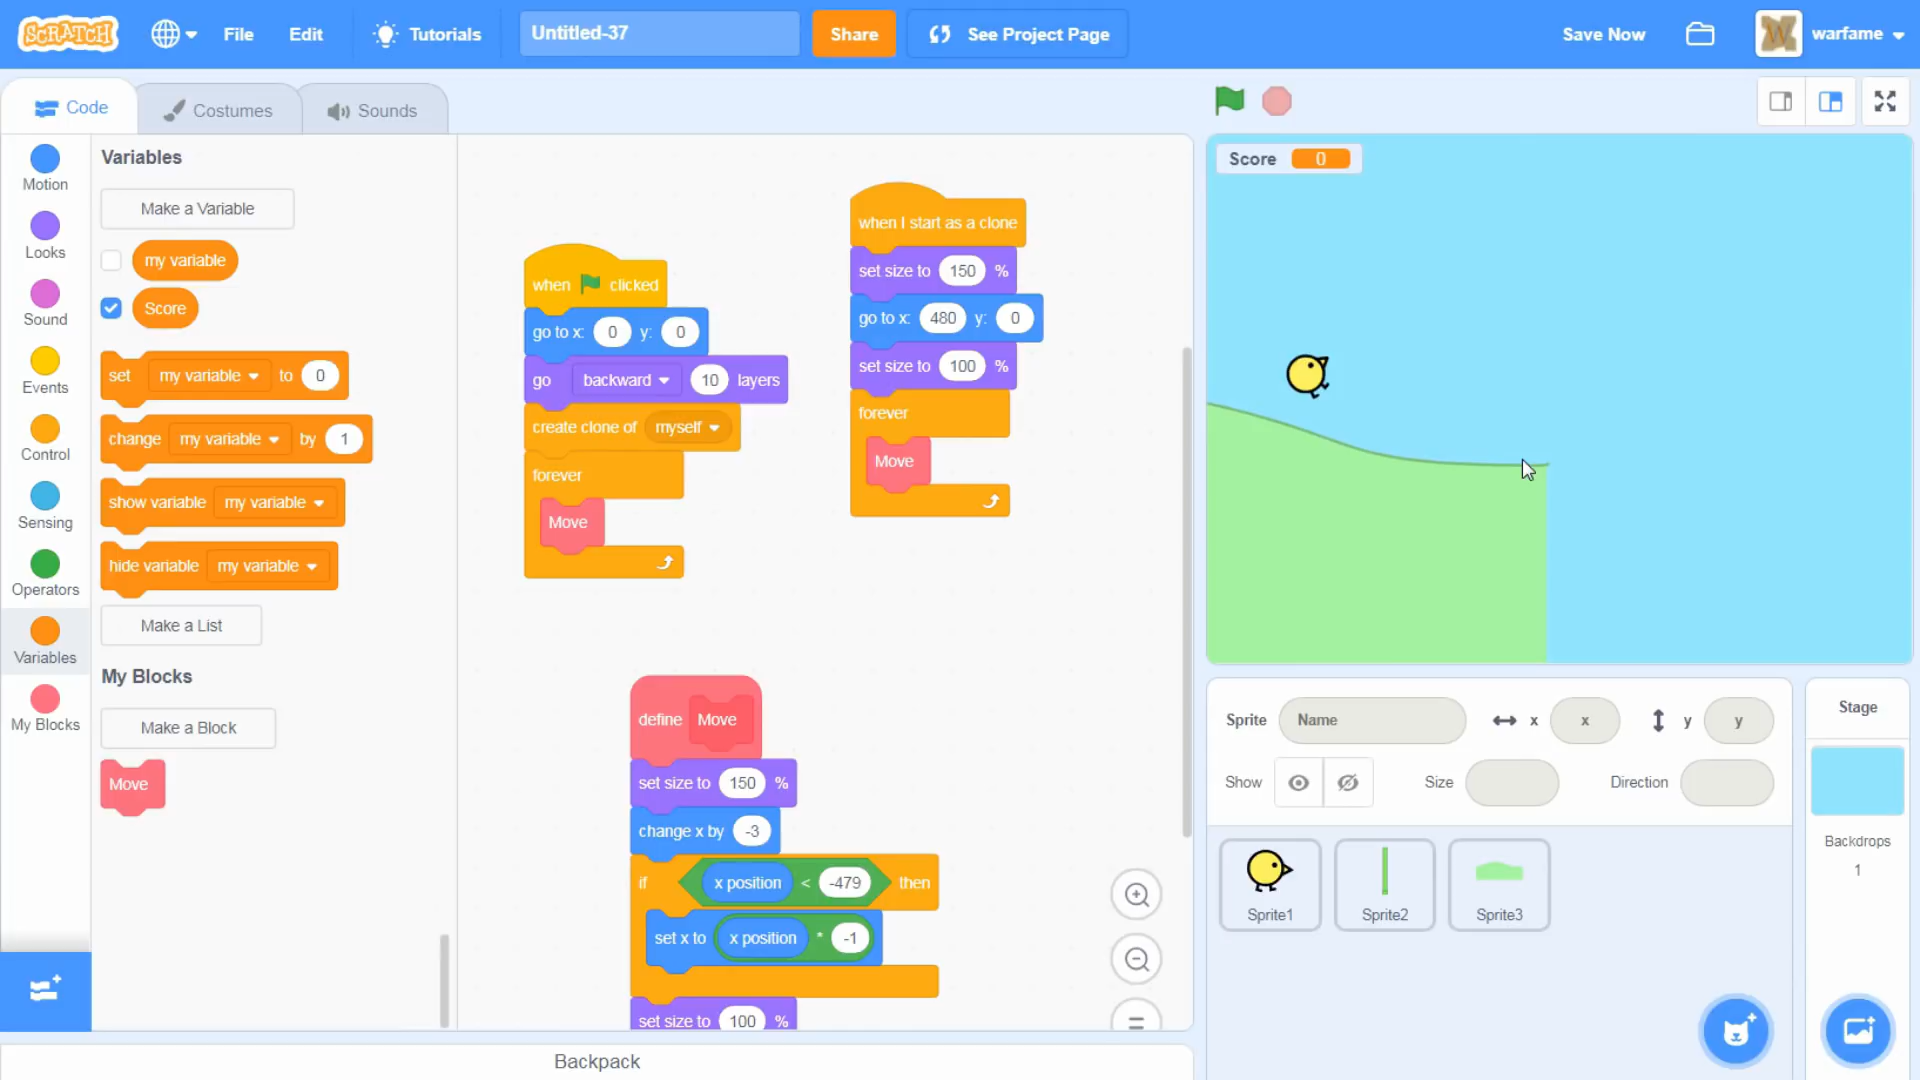 SCRATCH
File
Edit
Tutorials
Untitled-37
Share
See Project Page
Save Now
warfame
Code
Costumes
Sounds
Motion
Looks
Sound
Events
Control
Sensing
Operators
Variables
My Blocks
Variables
Make a Variable
my variable
Score
set my variable to 0
change my variable by 1
show variable my variable
hide variable my variable
Make a List
My Blocks
Make a Block
Move
when clicked
go to x: 0 y: 0
go backward 10 layers
create clone of myself
forever
Move
when I start as a clone
set size to 150 %
go to x: 480 y: 0
set size to 100 %
forever
Move
define Move
set size to 150 %
change x by -3
if x position < -479 then
set x to x position * -1
set size to 100 %
Backpack
Score 0
Sprite Name x x y y
Show Size Direction
Sprite1
Sprite2
Sprite3
Stage
Backdrops
1